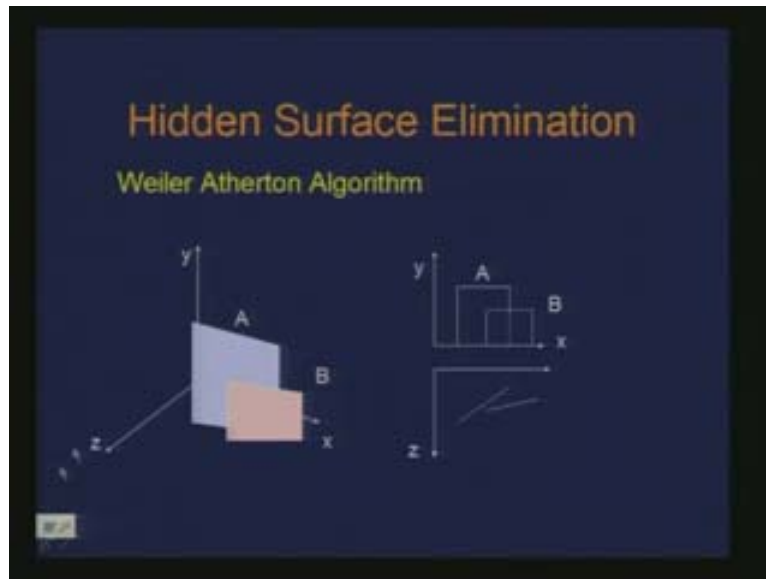 Hidden Surface Elimination
Weiler Atherton Algorithm
y
A
B
x
z
y
A
B
x
z